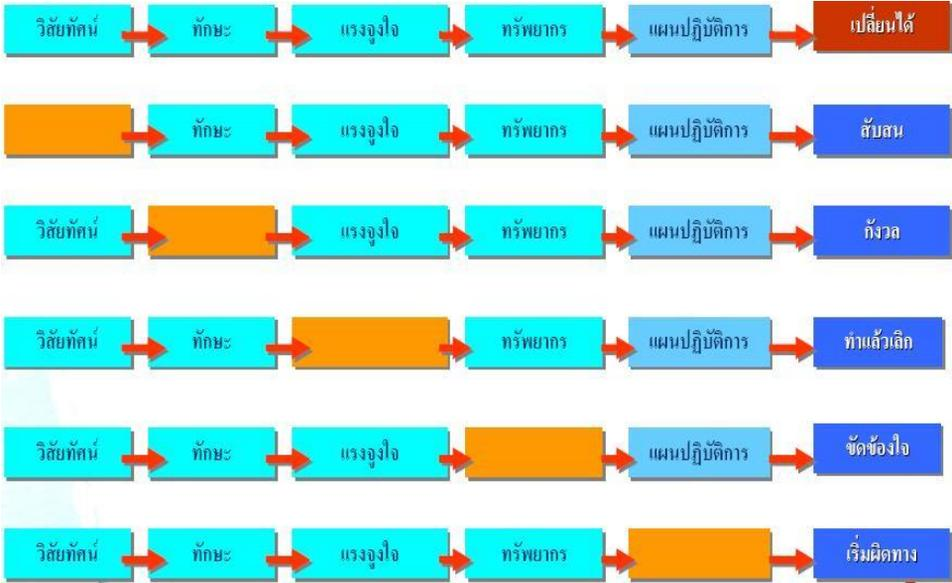 วิสัยทัศน์ ทักษะ แรงจูงใจ ทรัพยากร แผนปฏิบัติการ เปลี่ยนได้
ทักษะ แรงจูงใจ ทรัพยากร แผนปฏิบัติการ สับสน
วิสัยทัศน์ แรงจูงใจ ทรัพยากร แผนปฏิบัติการ กังวล
วิสัยทัศน์ ทักษะ ทรัพยากร แผนปฏิบัติการ ทำแล้วเลิก
วิสัยทัศน์ ทักษะ แรงจูงใจ แผนปฏิบัติการ ขัดข้องใจ
วิสัยทัศน์ ทักษะ แรงจูงใจ ทรัพยากร เริ่มผิดทาง